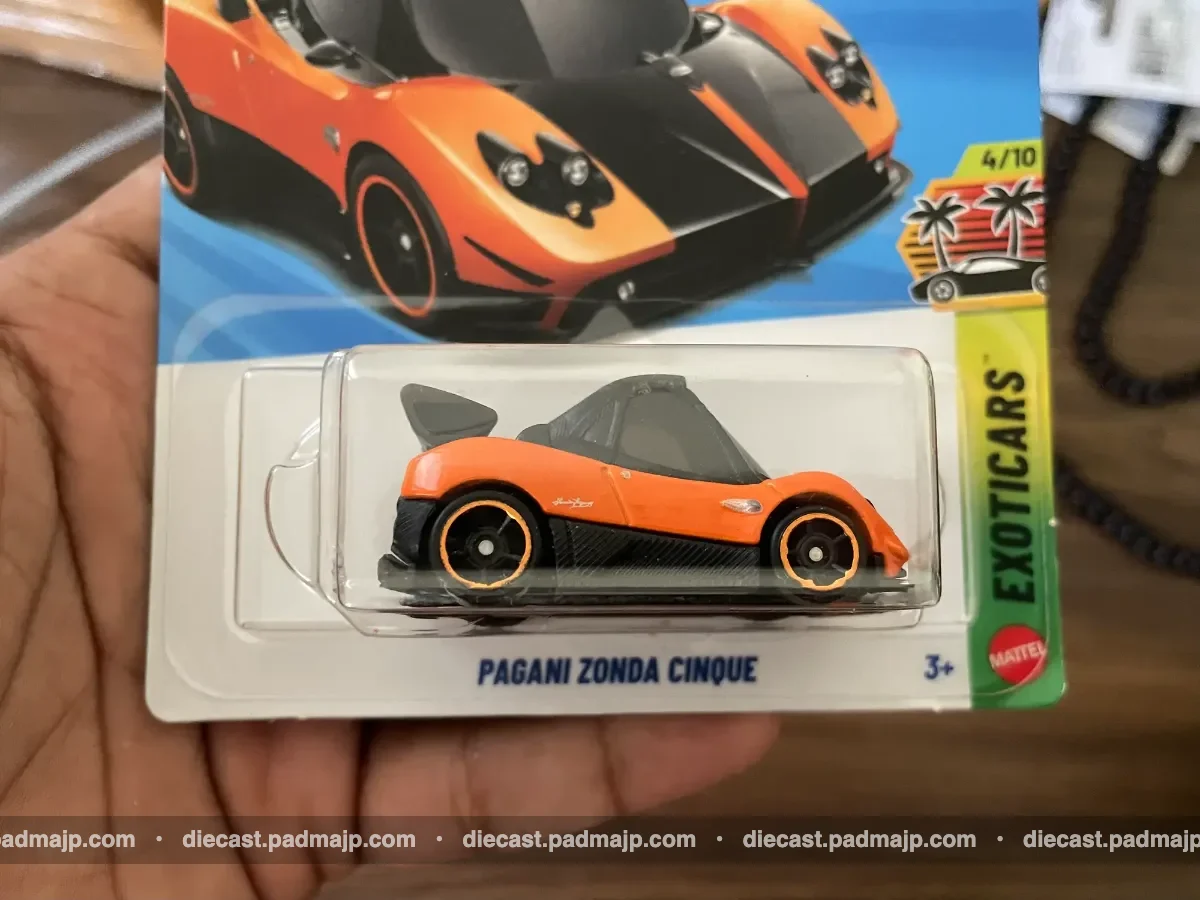 4/10
EXOTICARS™
PAGANI ZONDA CINQUE
3+
MATTEL
admajp.com • diecast.padmajp.com • diecast.padmajp.com • diecast.padmajp.com • diecast.padmajp